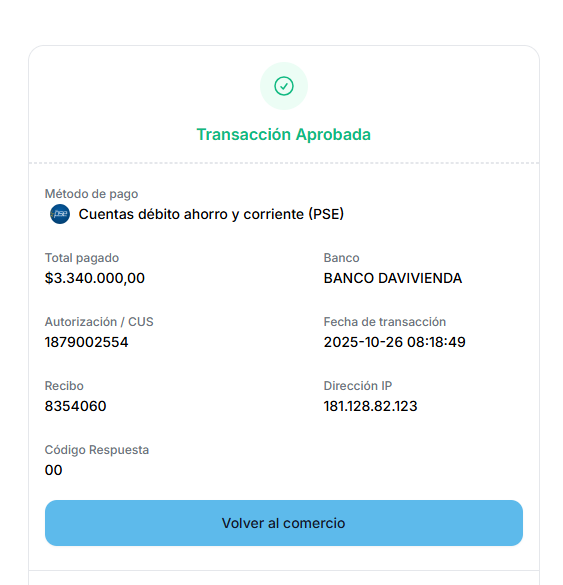 Transacción Aprobada
Método de pago
pse Cuentas débito ahorro y corriente (PSE)
Total pagado
$3.340.000,00
Banco
BANCO DAVIVIENDA
Autorización / CUS
1879002554
Fecha de transacción
2025-10-26 08:18:49
Recibo
8354060
Dirección IP
181.128.82.123
Código Respuesta
00
Volver al comercio